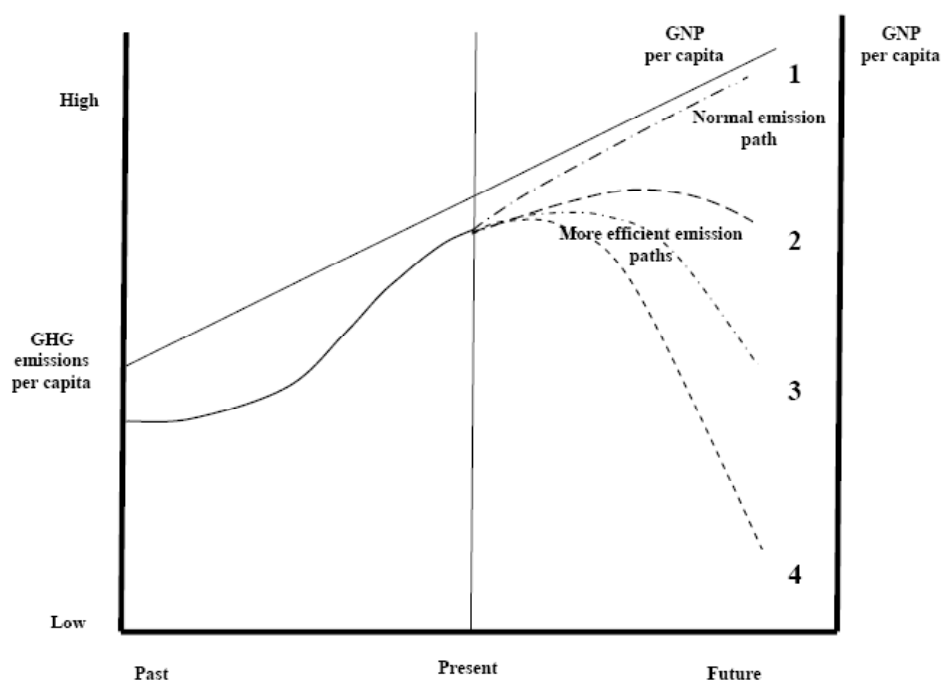 GNP
per capita
GNP
per capita
1
High
Normal emission
path
More efficient emission
paths
2
GHG
emissions
per capita
3
4
Low
Past
Present
Future